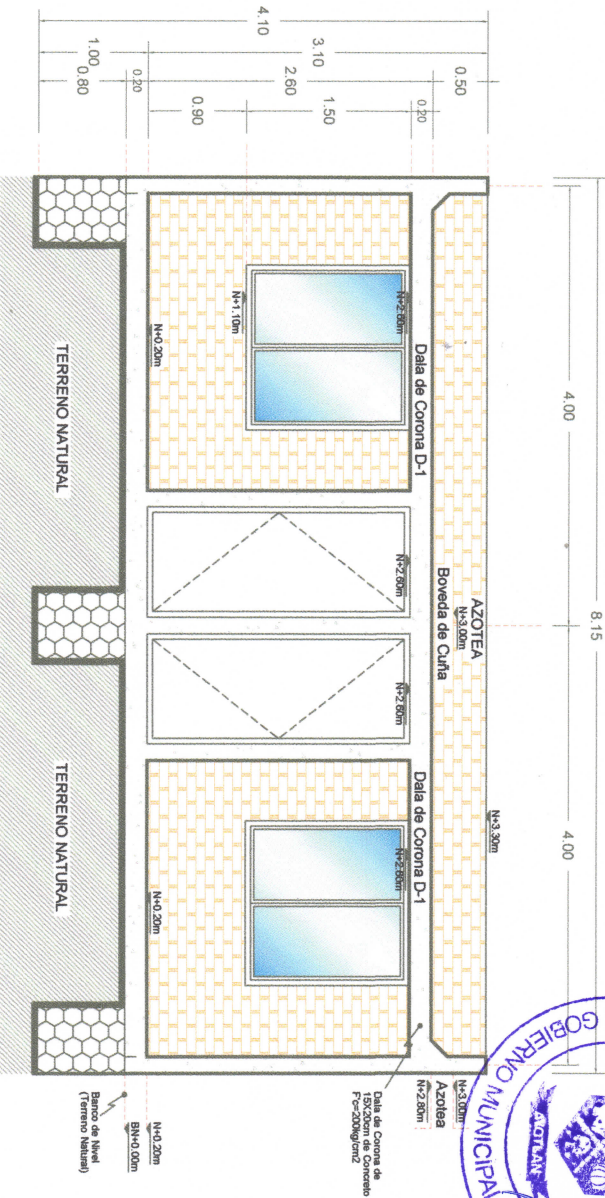 8.15
4.00
4.00
4.10
1.00
3.10
0.80
0.20
2.60
0.50
0.90
1.50
0.20
N+3.30m
AZOTEA
N+3.00m
Boveda de Cuña
Dala de Corona D-1
Dala de Corona D-1
N+3.00m
Azotea
N+2.80m
N+2.60m
N+2.60m
N+2.60m
N+2.60m
N+1.10m
N+0.20m
N+0.20m
Dala de Corona de
15X20cm de Concreto
F'c=200kg/cm2
N+0.20m
BN+0.00m
Banco de Nivel
(Terreno Natural)
TERRENO NATURAL
TERRENO NATURAL
GOBIERNO MUNICIPA